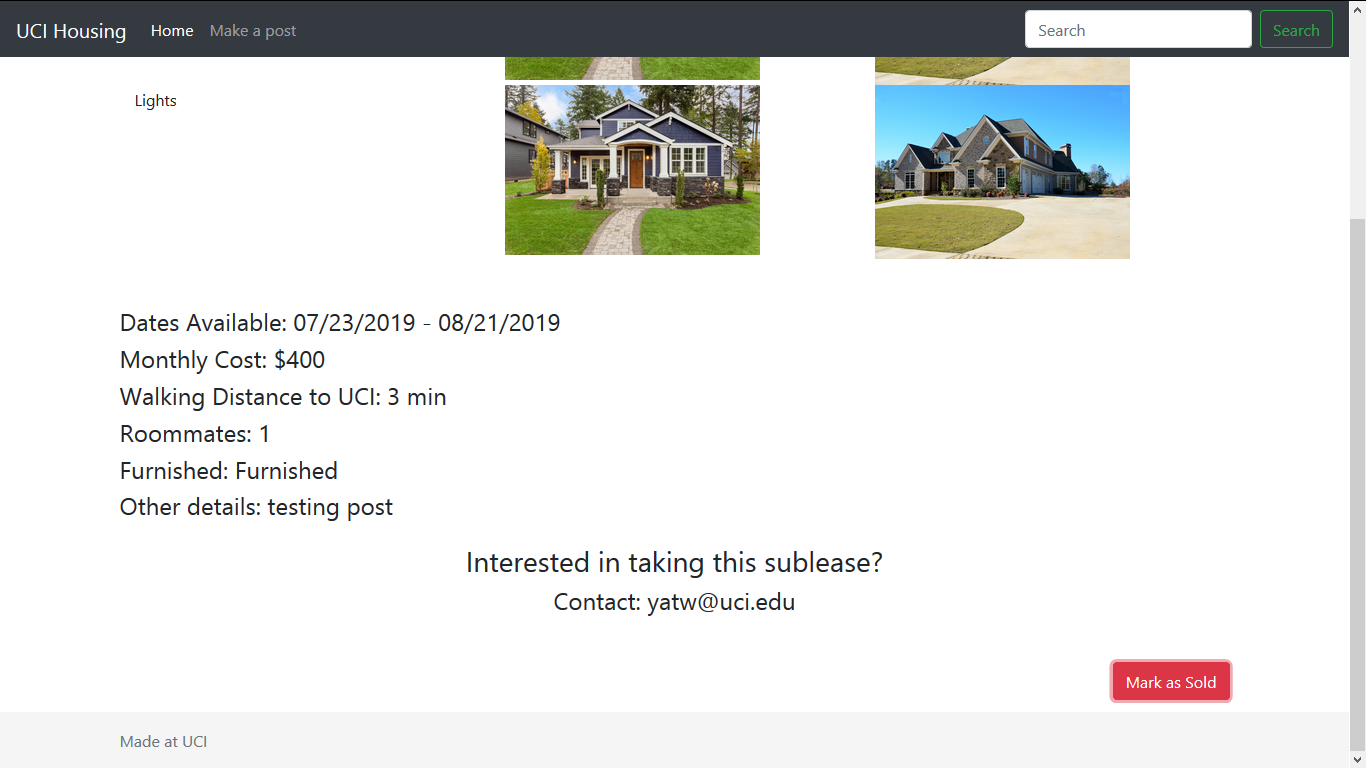 UCI Housing Home Make a post Search Search
Lights
Dates Available: 07/23/2019 - 08/21/2019
Monthly Cost: $400
Walking Distance to UCI: 3 min
Roommates: 1
Furnished: Furnished
Other details: testing post
Interested in taking this sublease?
Contact: yatw@uci.edu
Mark as Sold
Made at UCI